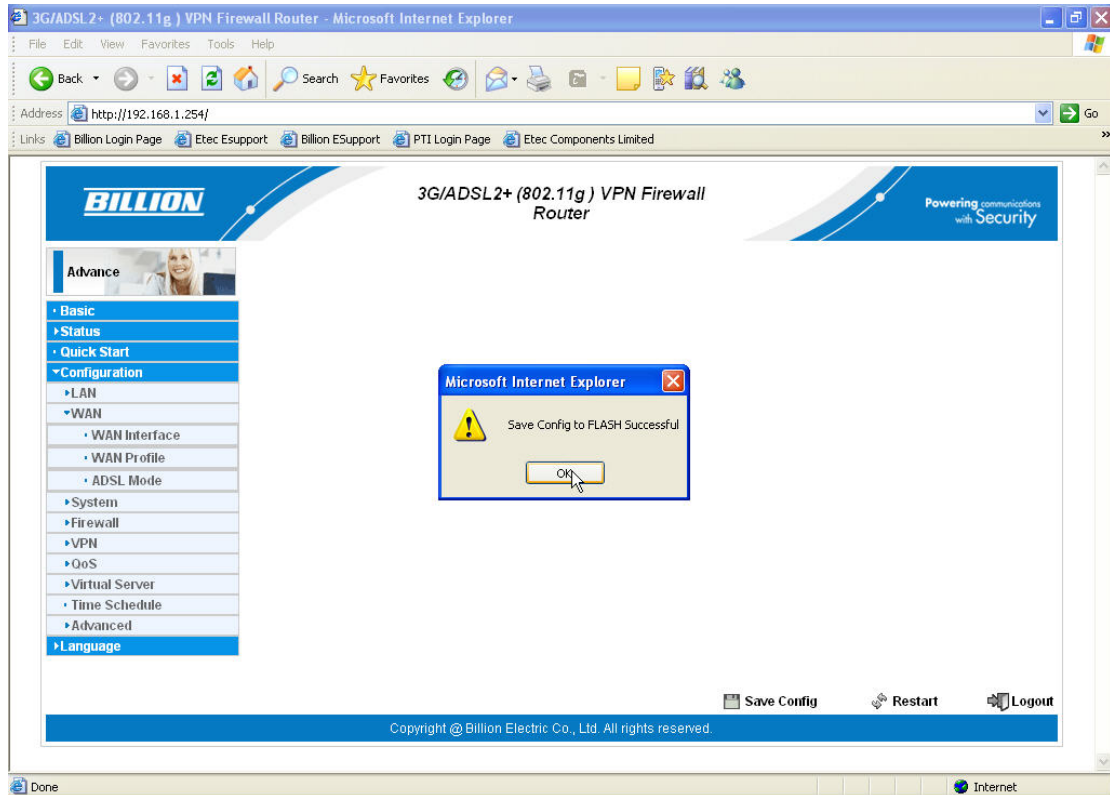 3G/ADSL2+ (802.11g ) VPN Firewall Router - Microsoft Internet Explorer
File Edit View Favorites Tools Help
Back Search Favorites
Address http://192.168.1.254/ Go
Links Billion Login Page Etec Esupport Billion ESupport PTI Login Page Etec Components Limited »
BILLION
3G/ADSL2+ (802.11g ) VPN Firewall
Router
Powering communications
with Security
Advance
Basic
Status
Quick Start
Configuration
LAN
WAN
WAN Interface
WAN Profile
ADSL Mode
System
Firewall
VPN
QoS
Virtual Server
Time Schedule
Advanced
Language
Microsoft Internet Explorer
Save Config to FLASH Successful
OK
Save Config Restart Logout
Copyright @ Billion Electric Co., Ltd. All rights reserved.
Done Internet